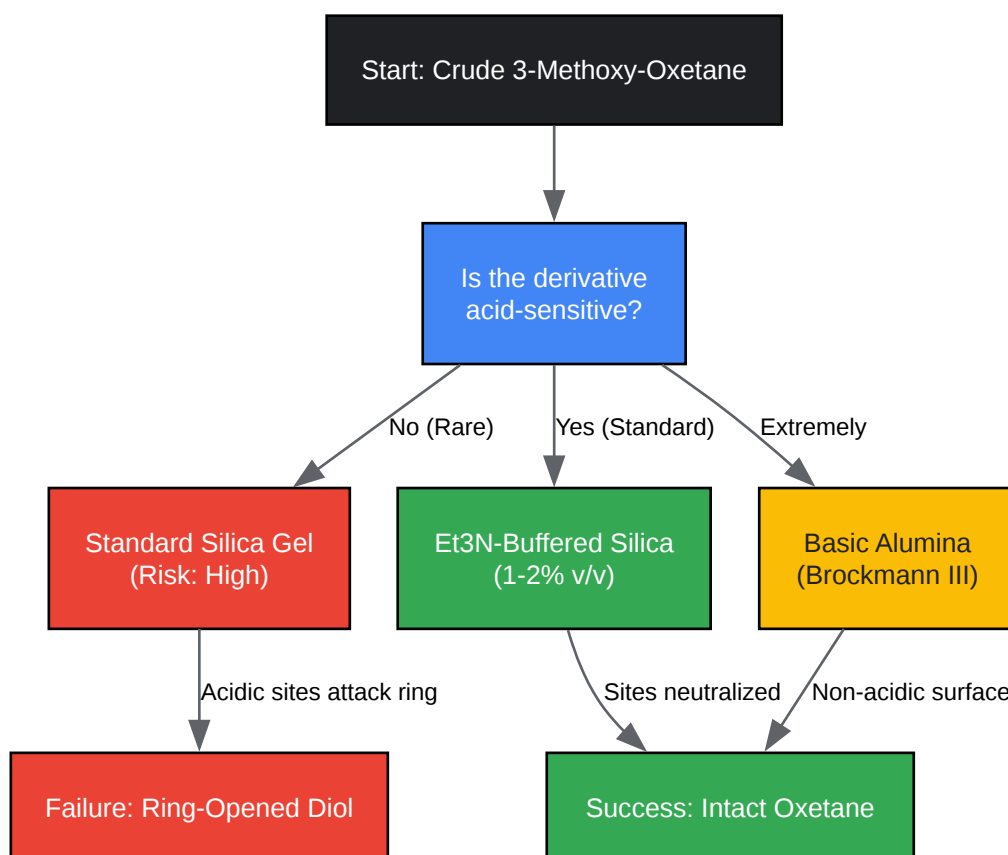 Start: Crude 3-Methoxy-Oxetane
Is the derivative
acid-sensitive?
No (Rare)
Yes (Standard)
Extremely
Standard Silica Gel
(Risk: High)
Et3N-Buffered Silica
(1-2% v/v)
Basic Alumina
(Brockmann III)
Acidic sites attack ring
Sites neutralized
Non-acidic surface
Failure: Ring-Opened Diol
Success: Intact Oxetane